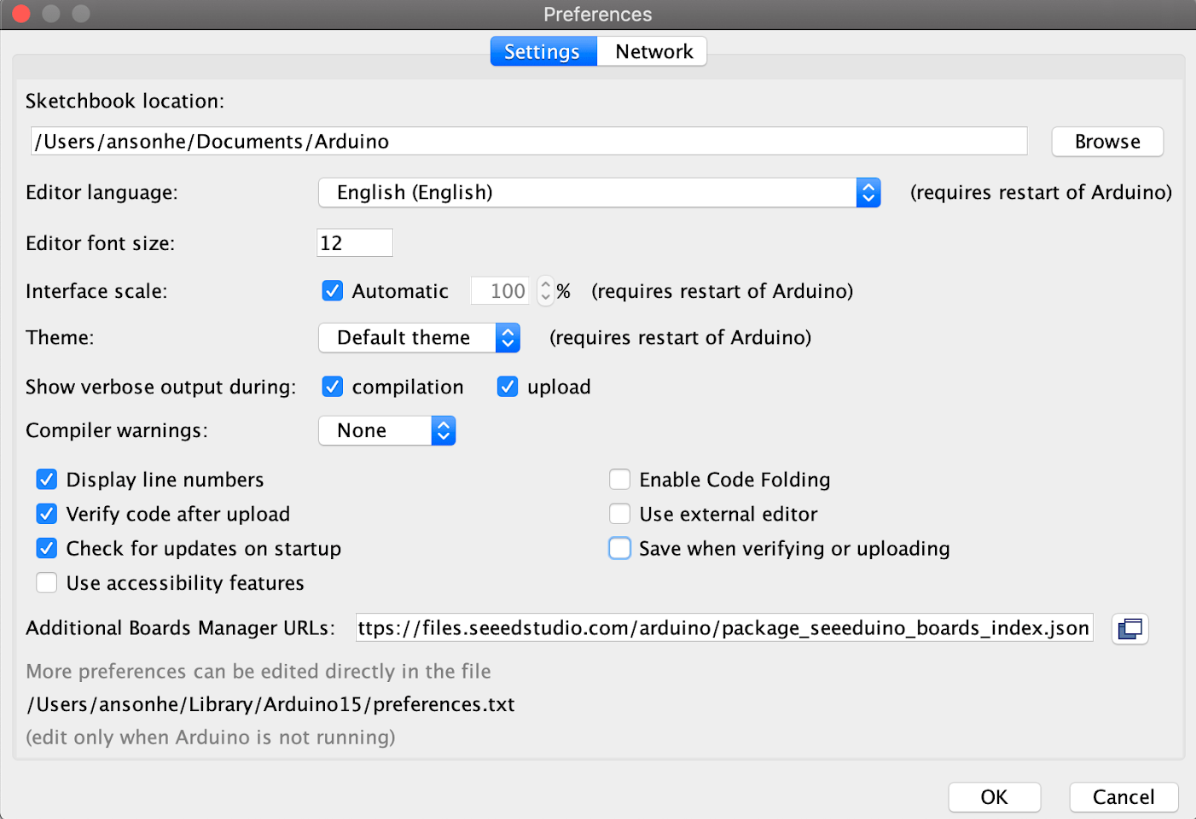 Preferences
Settings Network
Sketchbook location:
/Users/ansonhe/Documents/Arduino Browse
Editor language: English (English) (requires restart of Arduino)
Editor font size: 12
Interface scale: Automatic 100 % (requires restart of Arduino)
Theme: Default theme (requires restart of Arduino)
Show verbose output during: compilation upload
Compiler warnings: None
Display line numbers Enable Code Folding
Verify code after upload Use external editor
Check for updates on startup Save when verifying or uploading
Use accessibility features
Additional Boards Manager URLs: ttps://files.seeedstudio.com/arduino/package_seeeduino_boards_index.json
More preferences can be edited directly in the file
/Users/ansonhe/Library/Arduino15/preferences.txt
(edit only when Arduino is not running)
OK Cancel